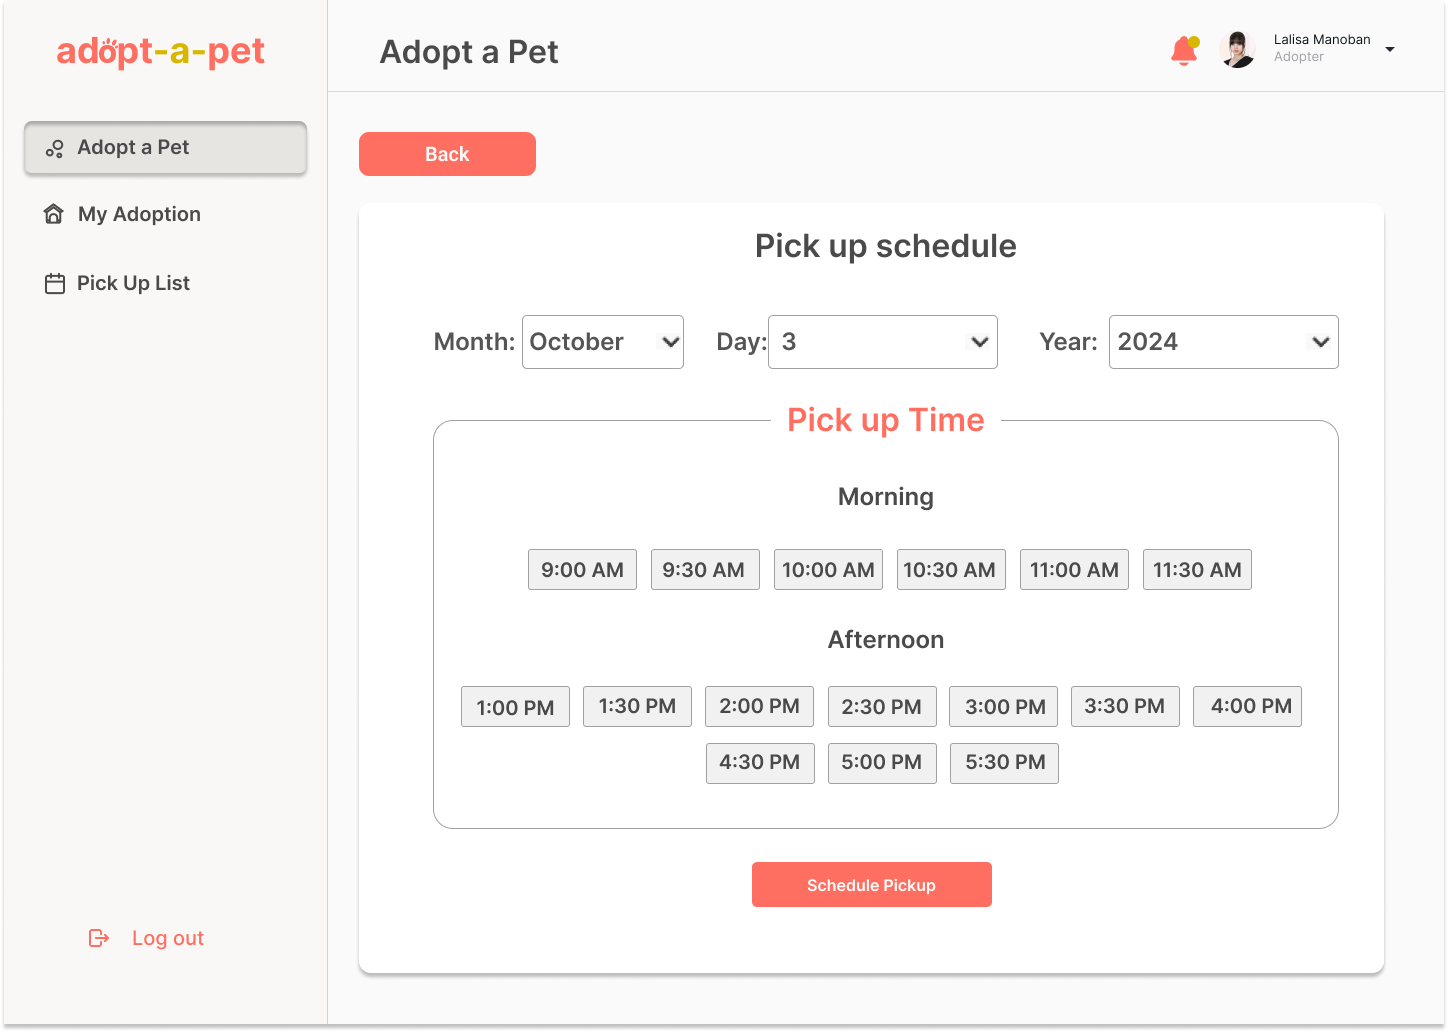 adopt-a-pet
Adopt a Pet
My Adoption
Pick Up List
Log out
Adopt a Pet
Lalisa Manoban
Adopter
Back
Pick up schedule
Month: October Day: 3 Year: 2024
Pick up Time
Morning
9:00 AM 9:30 AM 10:00 AM 10:30 AM 11:00 AM 11:30 AM
Afternoon
1:00 PM 1:30 PM 2:00 PM 2:30 PM 3:00 PM 3:30 PM 4:00 PM
4:30 PM 5:00 PM 5:30 PM
Schedule Pickup